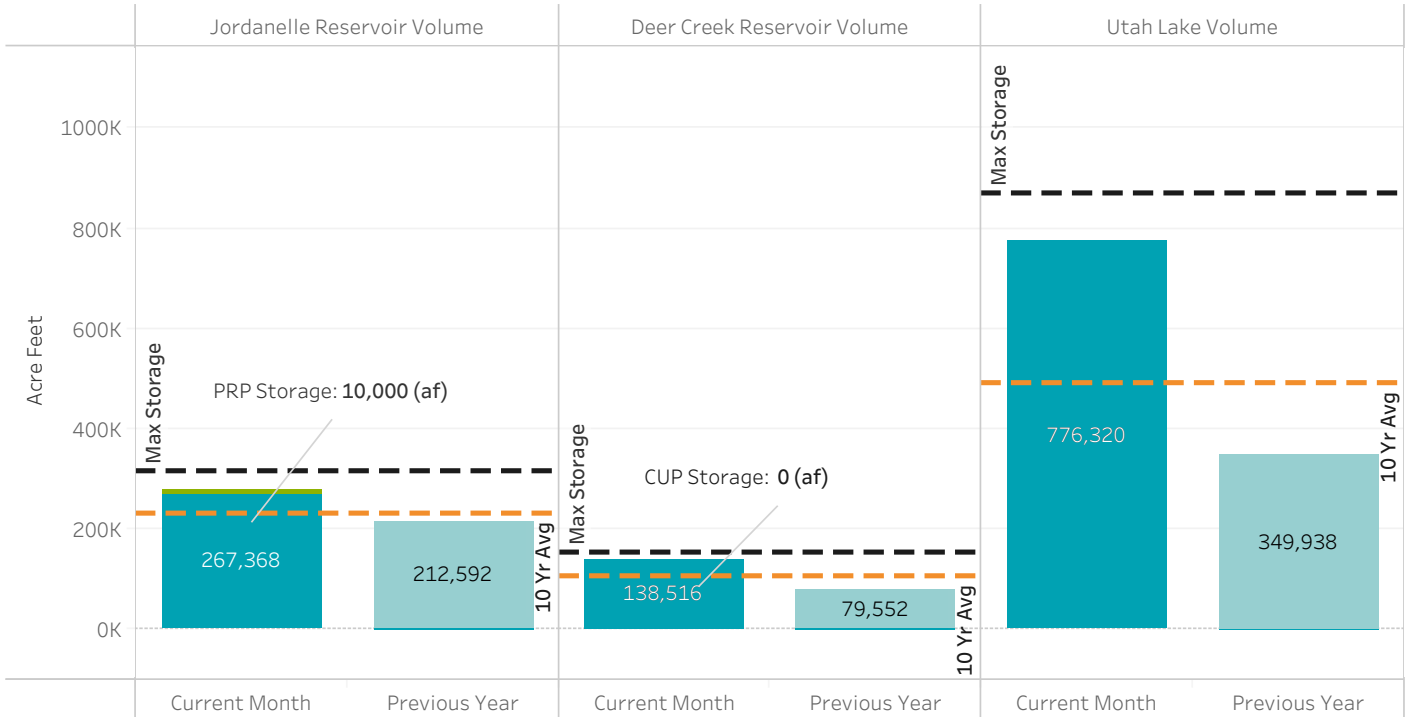 Jordanelle Reservoir Volume
Deer Creek Reservoir Volume
Utah Lake Volume
Acre Feet
1000K
800K
600K
400K
200K
0K
Max Storage
PRP Storage: 10,000 (af)
267,368
212,592
10 Yr Avg
Max Storage
CUP Storage: 0 (af)
138,516
79,552
10 Yr Avg
Max Storage
776,320
349,938
10 Yr Avg
Current Month
Previous Year
Current Month
Previous Year
Current Month
Previous Year